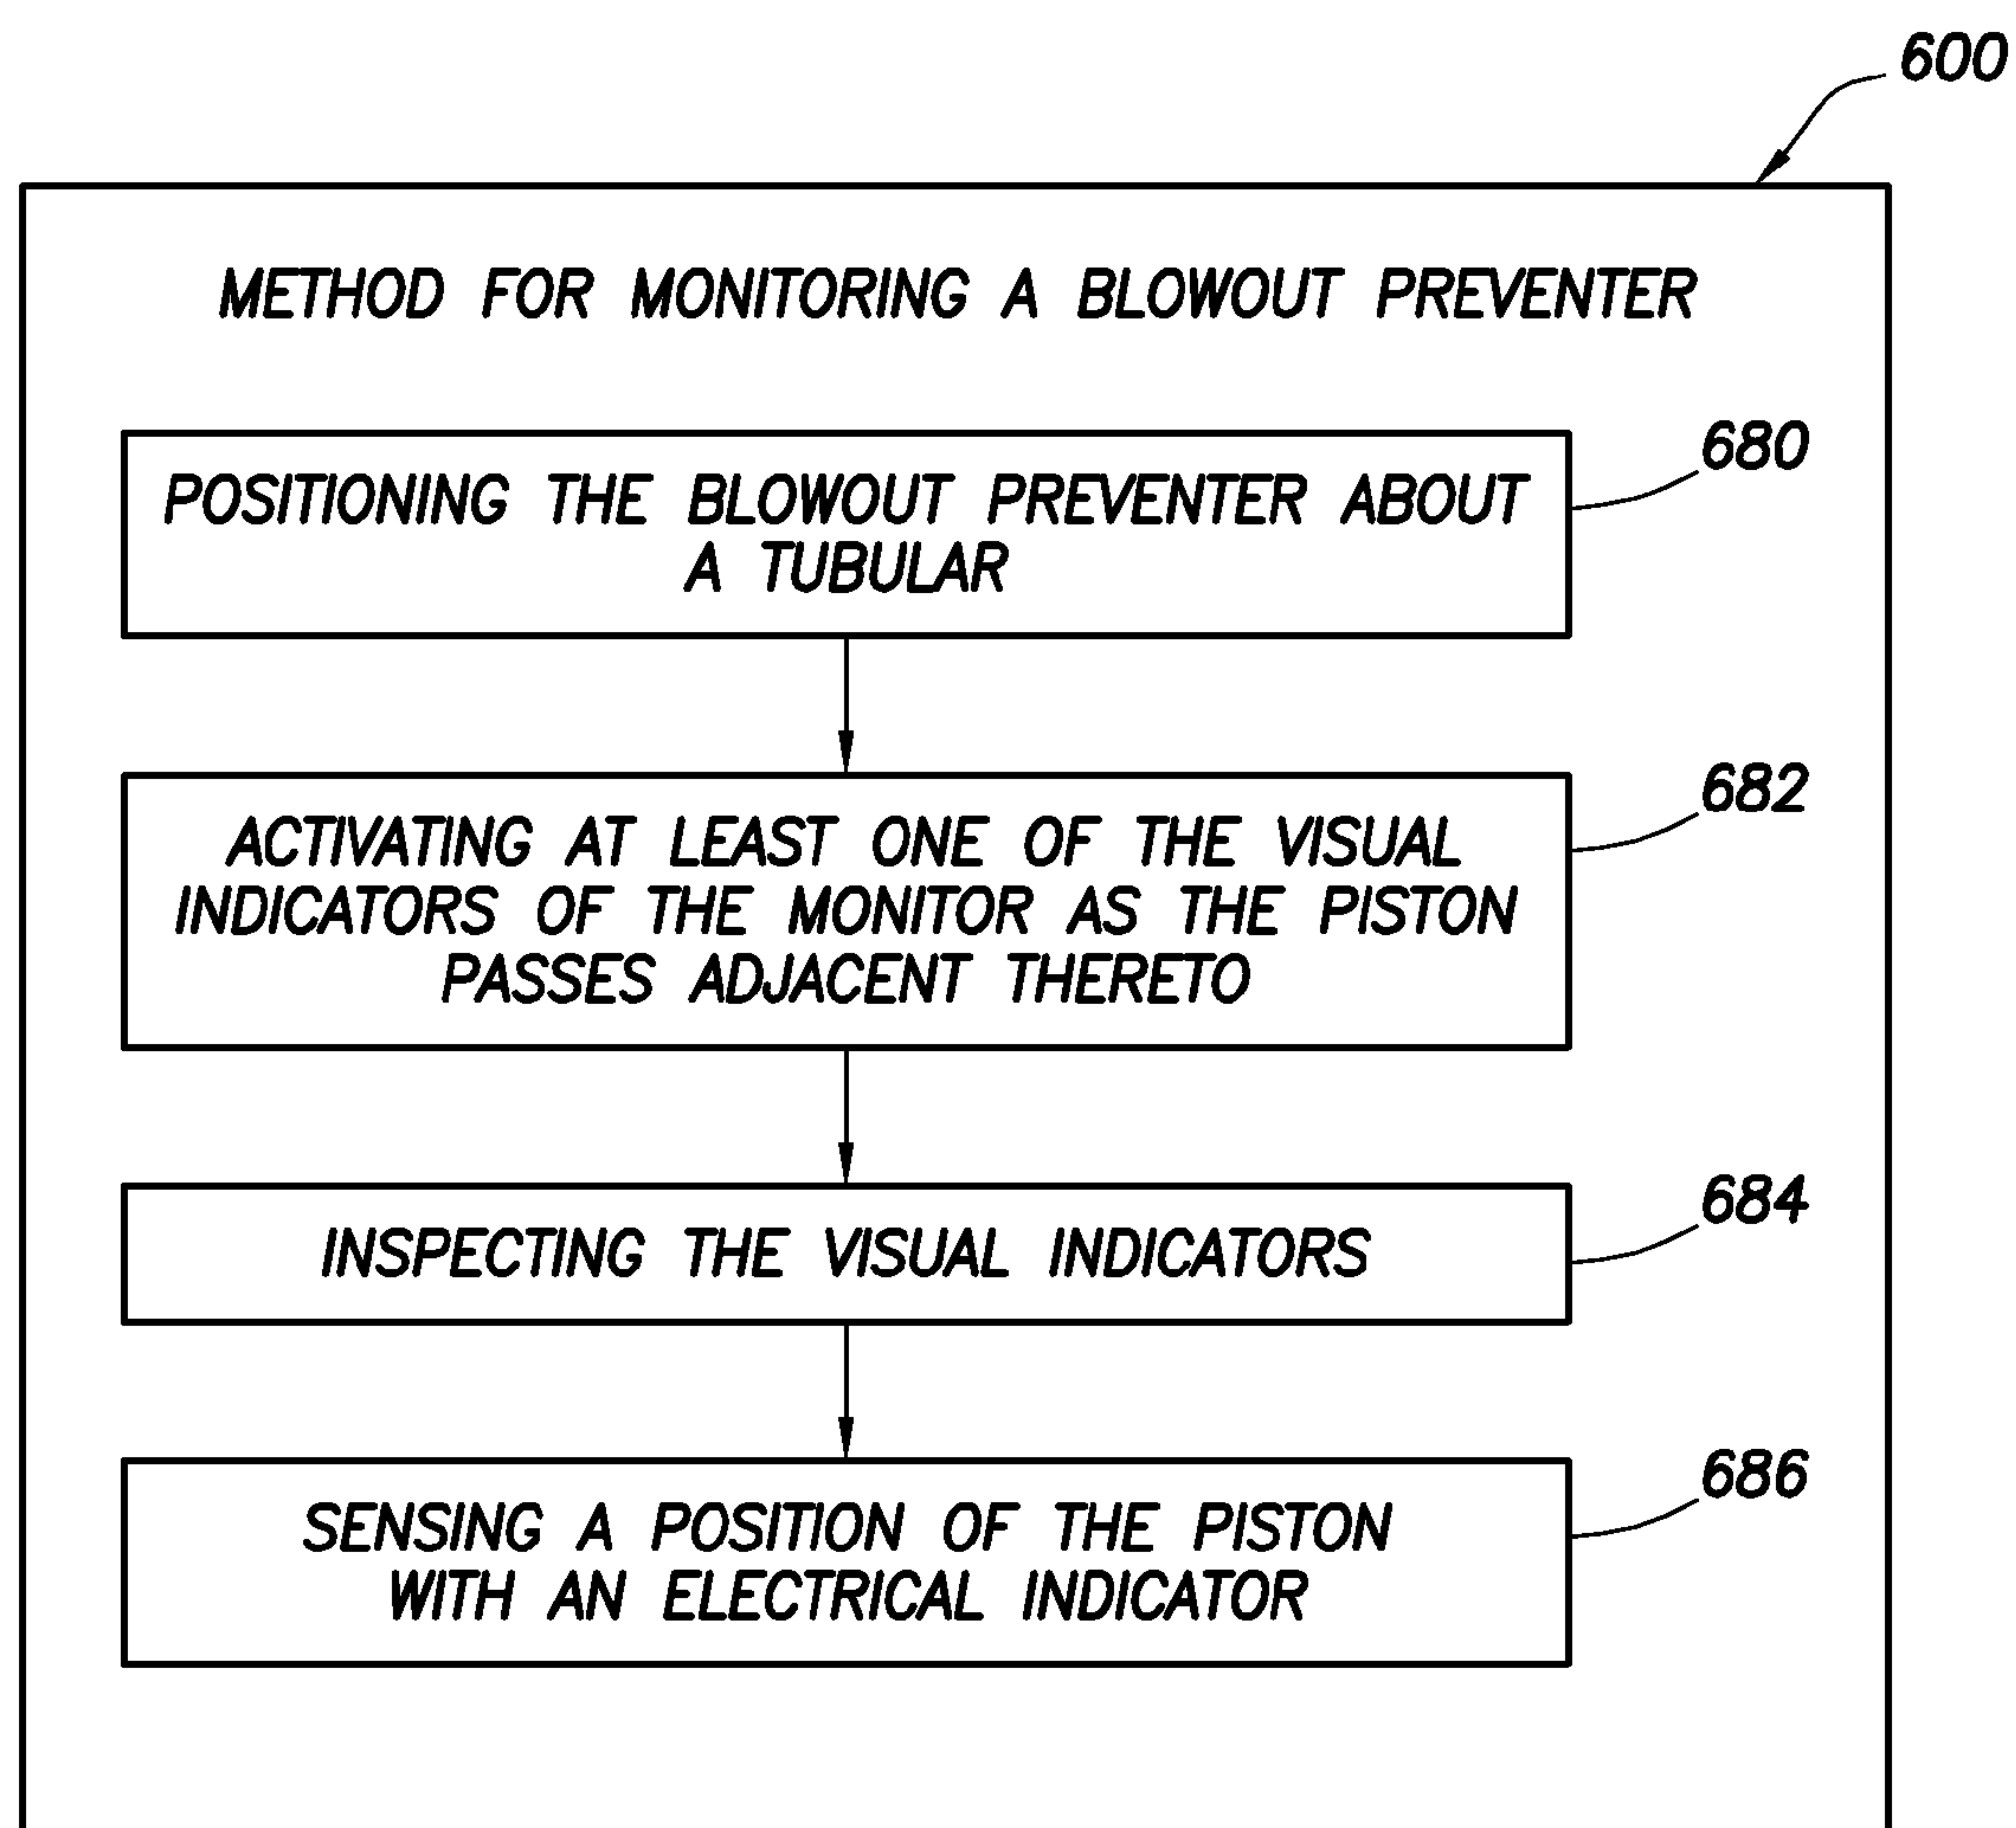 600
METHOD FOR MONITORING A BLOWOUT PREVENTER
680
POSITIONING THE BLOWOUT PREVENTER ABOUT
A TUBULAR
682
ACTIVATING AT LEAST ONE OF THE VISUAL
INDICATORS OF THE MONITOR AS THE PISTON
PASSES ADJACENT THERETO
684
INSPECTING THE VISUAL INDICATORS
686
SENSING A POSITION OF THE PISTON
WITH AN ELECTRICAL INDICATOR